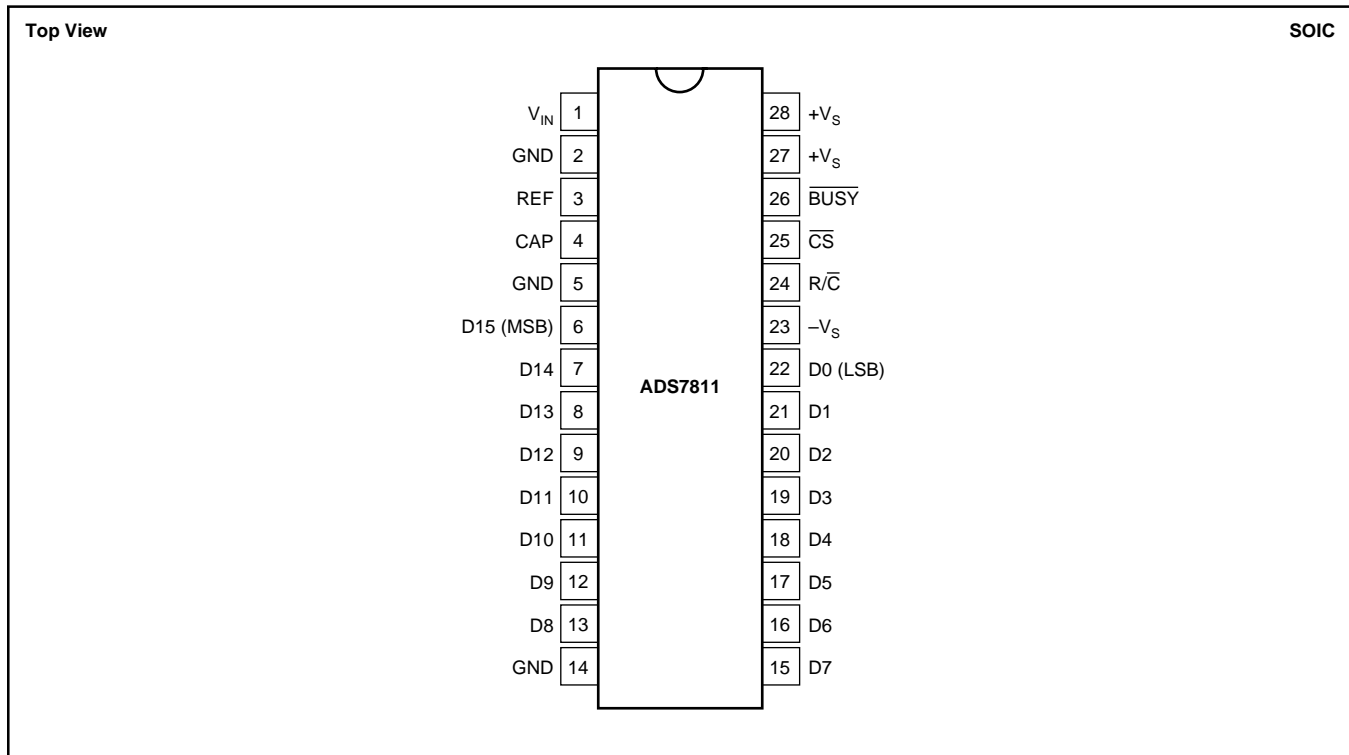 Top View SOIC
V_IN 1 28 +V_S
GND 2 27 +V_S
REF 3 26 B̅U̅S̅Y̅
CAP 4 25 C̅S̅
GND 5 24 R/C̅
D15 (MSB) 6 23 –V_S
D14 7 22 D0 (LSB)
ADS7811
D13 8 21 D1
D12 9 20 D2
D11 10 19 D3
D10 11 18 D4
D9 12 17 D5
D8 13 16 D6
GND 14 15 D7